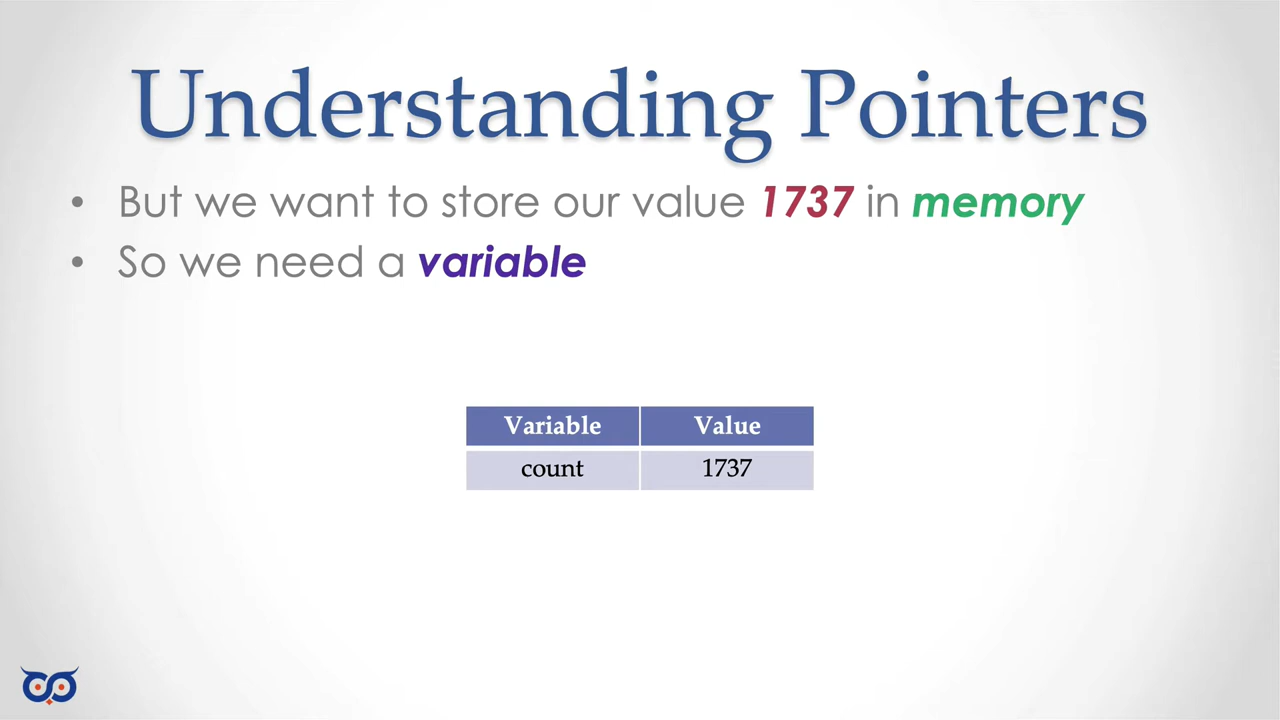 Understanding Pointers
• But we want to store our value 1737 in memory
• So we need a variable
Variable Value
count 1737